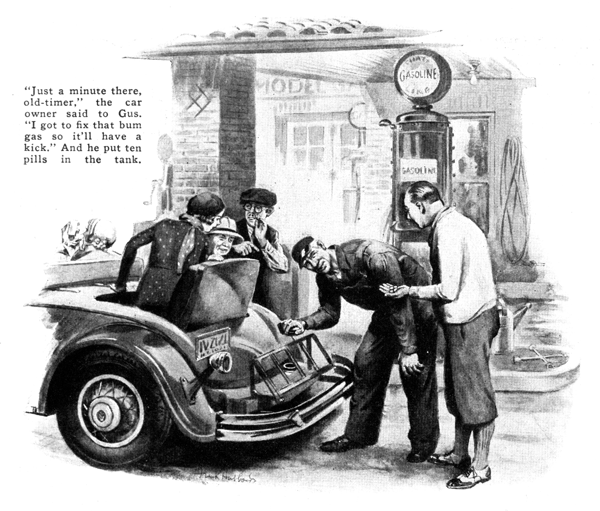 "Just a minute there,
old-timer," the car
owner said to Gus.
"I got to fix that bum
gas so it'll have a
kick." And he put ten
pills in the tank.
MODEL
GASOLINE
GASOLINE